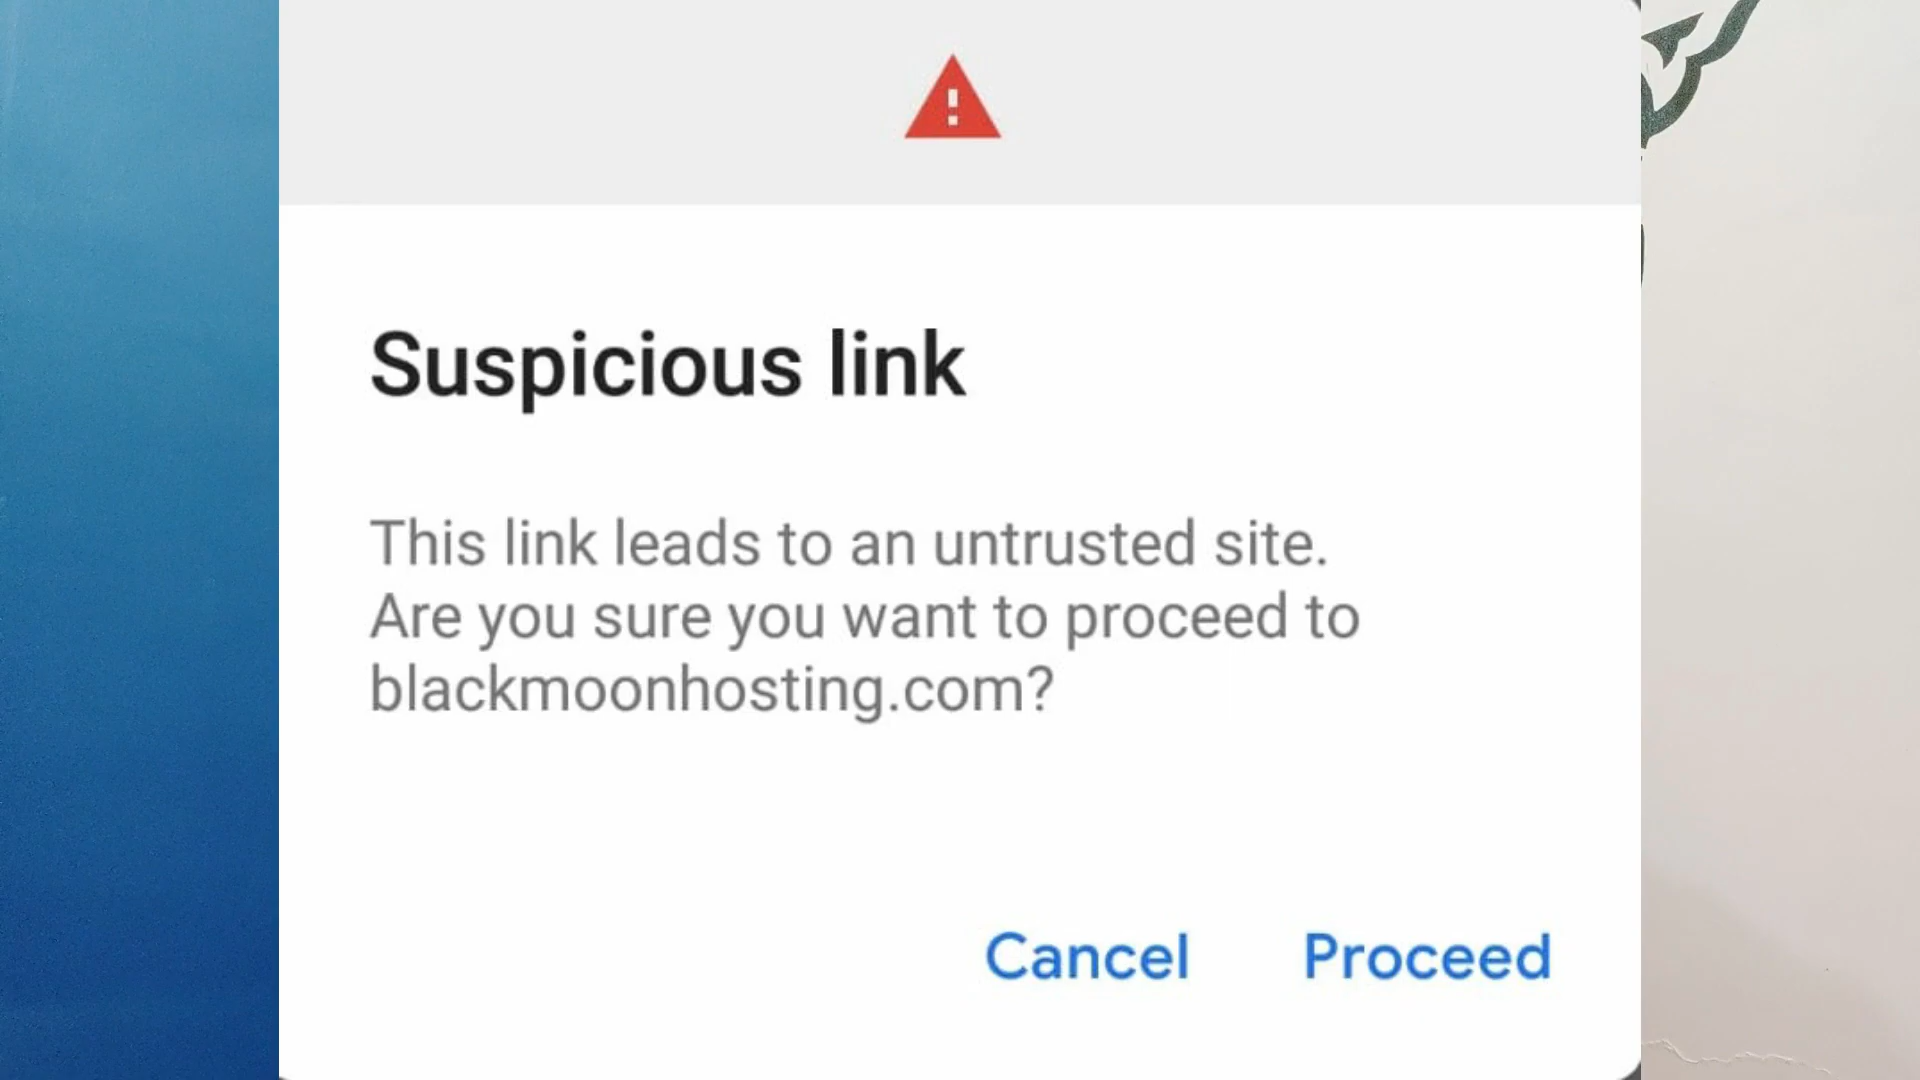 Suspicious link
This link leads to an untrusted site.
Are you sure you want to proceed to
blackmoonhosting.com?
Cancel Proceed